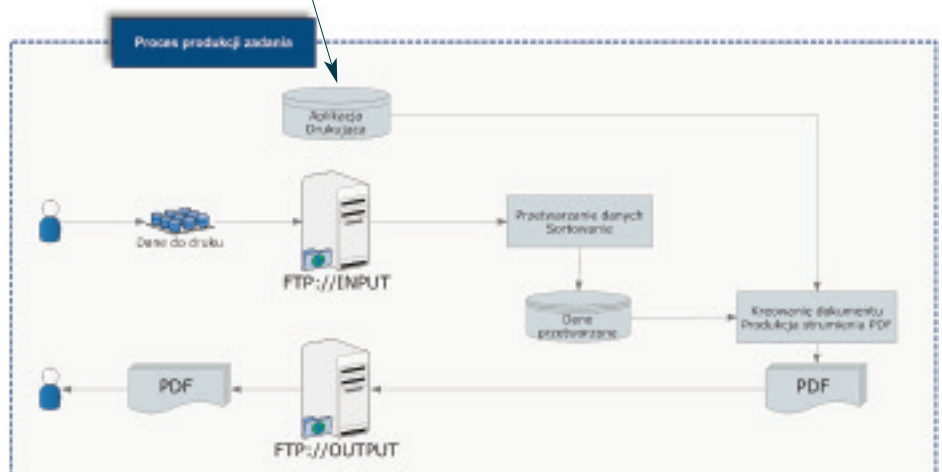 Proces produkcji zadania
Aplikacja
Drukująca
Dane do druku
FTP://INPUT
Przetwarzanie danych
Sortowanie
Dane
przetworzone
Kreowanie dokumentu
Produkcja strumienia PDF
PDF
PDF
FTP://OUTPUT